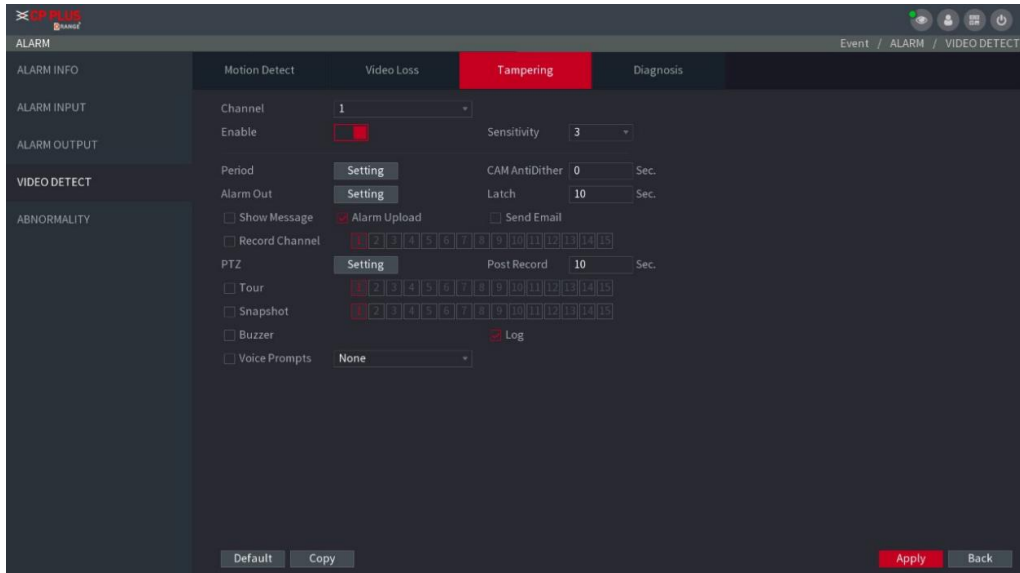 CP PLUS
ORANGE
ALARM Event / ALARM / VIDEO DETECT
ALARM INFO
ALARM INPUT
ALARM OUTPUT
VIDEO DETECT
ABNORMALITY
Motion Detect Video Loss Tampering Diagnosis
Channel 1
Enable Sensitivity 3
Period Setting CAM AntiDither 0 Sec.
Alarm Out Setting Latch 10 Sec.
Show Message Alarm Upload Send Email
Record Channel 1 2 3 4 5 6 7 8 9 10 11 12 13 14 15
PTZ Setting Post Record 10 Sec.
Tour 1 2 3 4 5 6 7 8 9 10 11 12 13 14 15
Snapshot 1 2 3 4 5 6 7 8 9 10 11 12 13 14 15
Buzzer Log
Voice Prompts None
Default Copy Apply Back